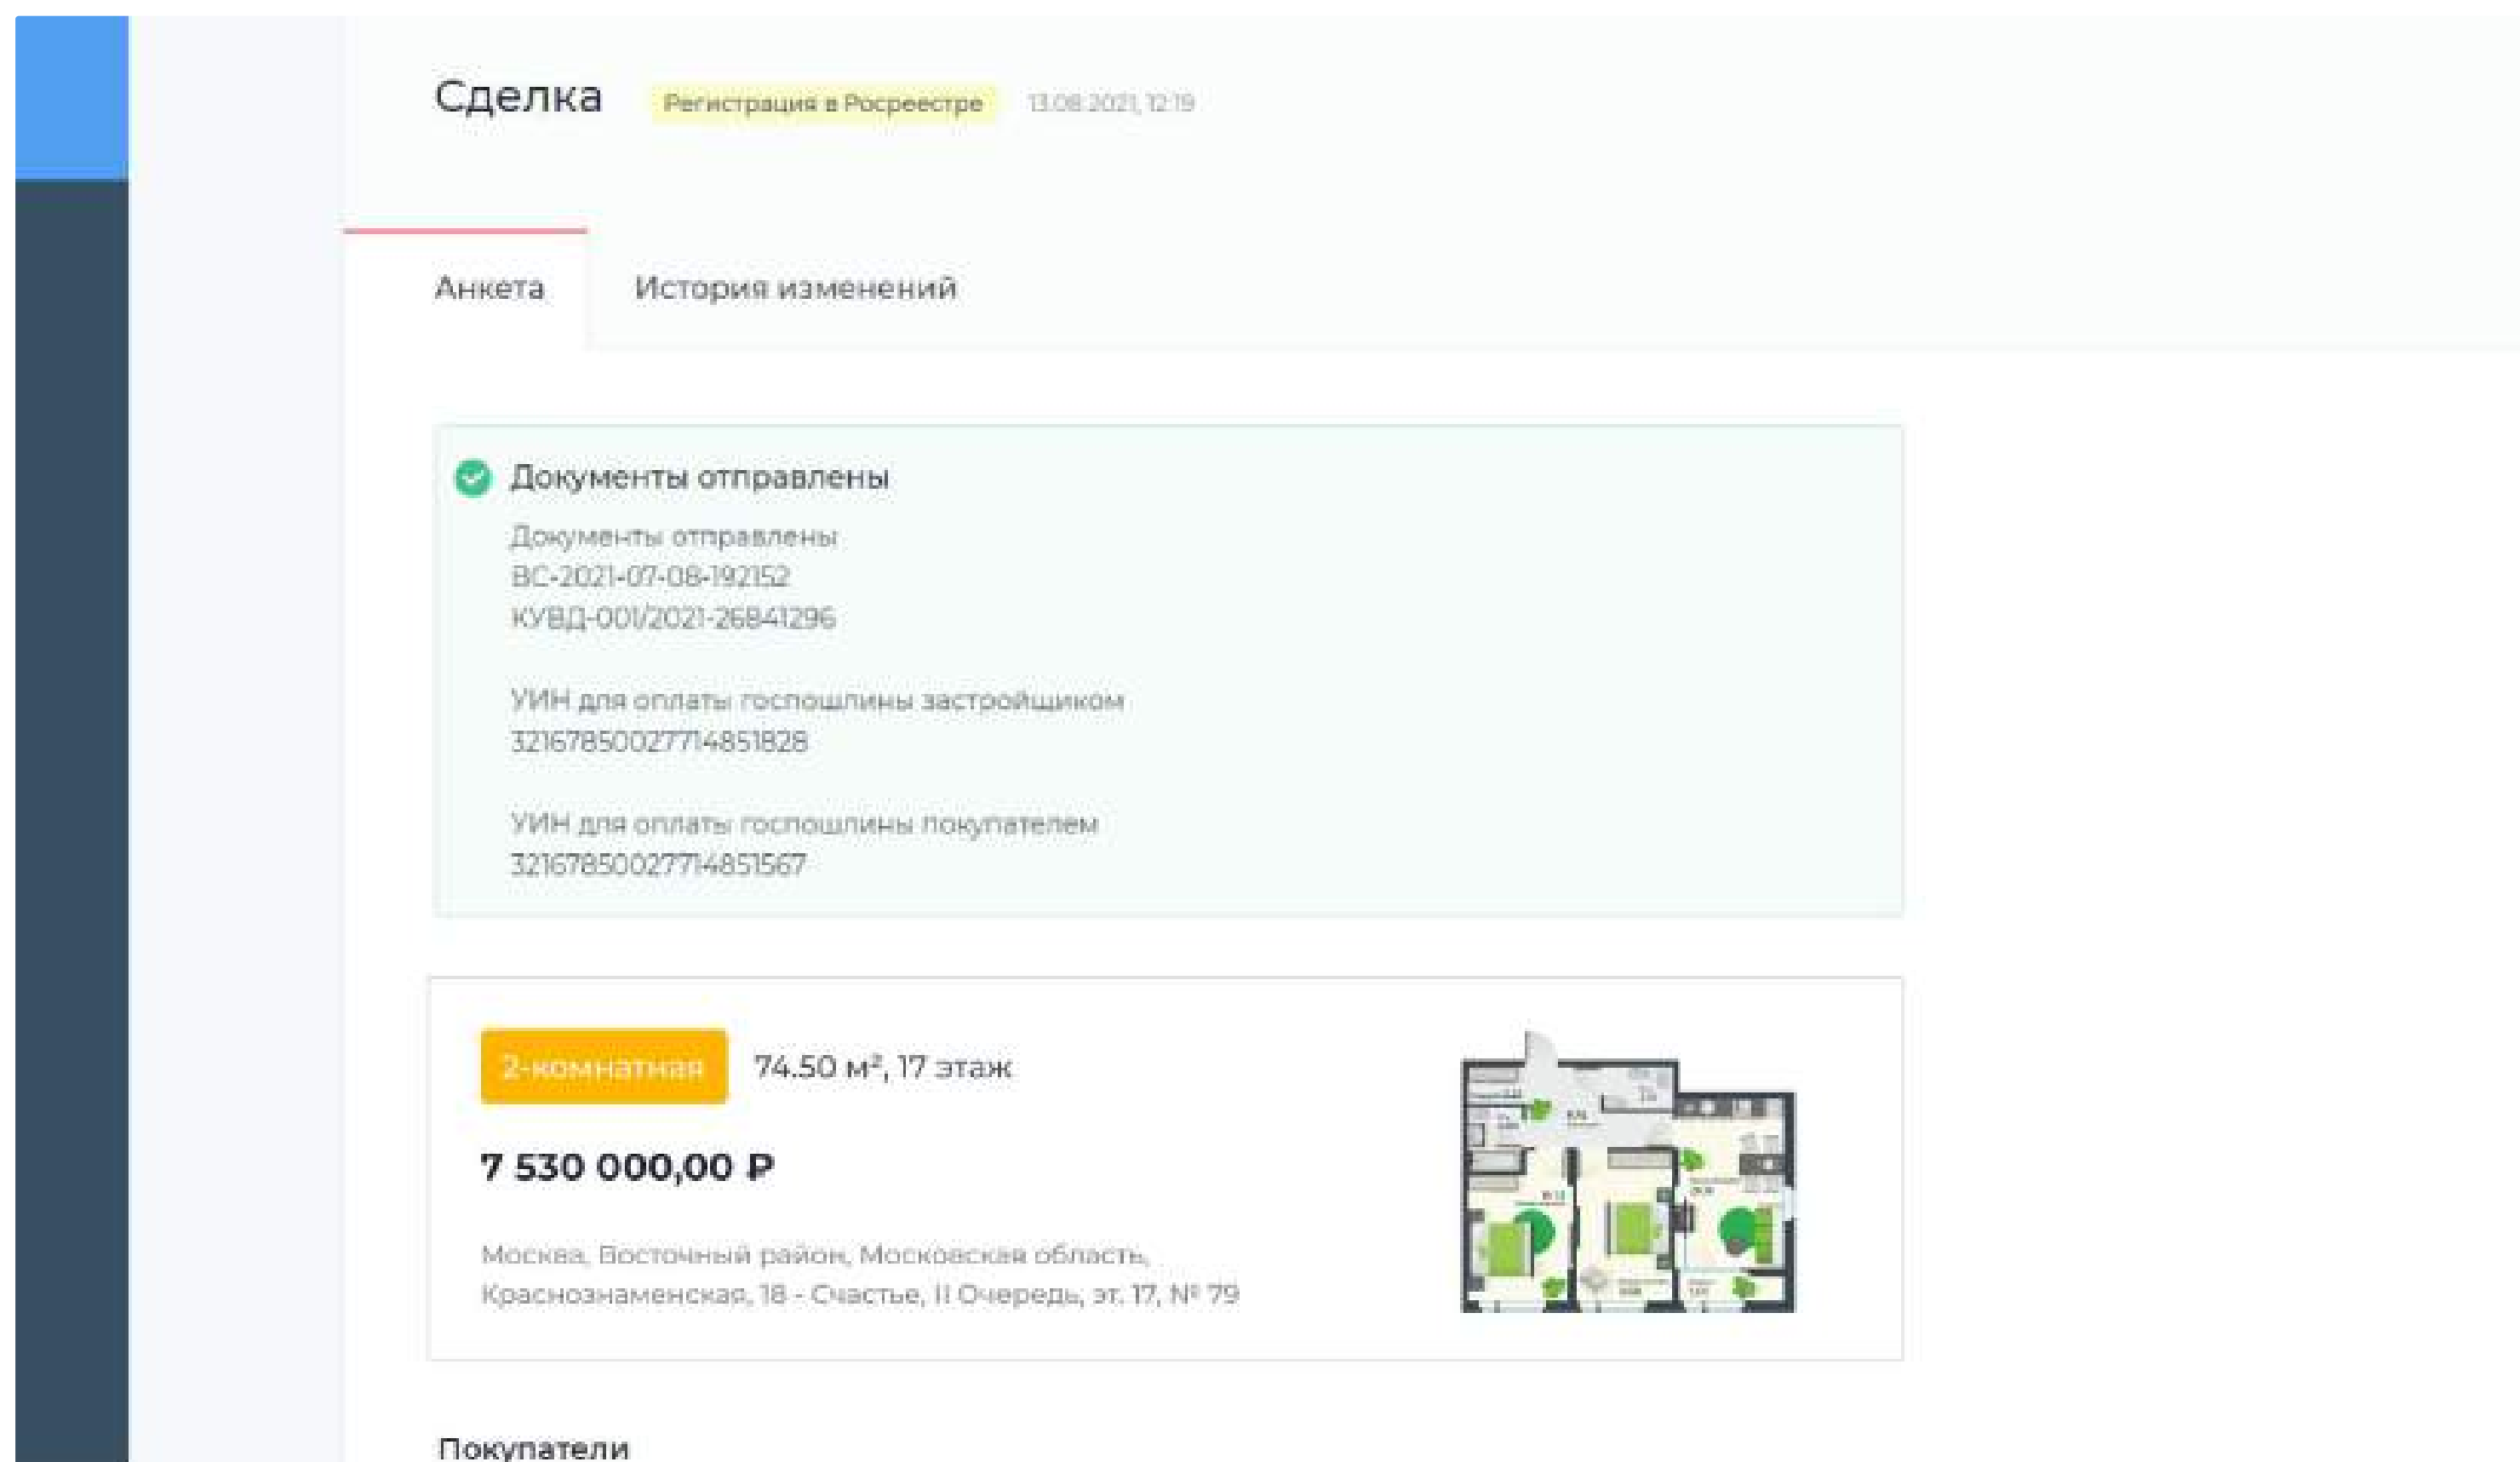 Сделка
Регистрация в Росреестре
13.08.2021, 12:19
Анкета
История изменений
Документы отправлены
Документы отправлены
ВС-2021-07-08-192152
КУВД-001/2021-26841296
УИН для оплаты госпошлины застройщиком
32167850027714851828
УИН для оплаты госпошлины покупателем
32167850027714851567
2-комнатная
74.50 м², 17 этаж
7 530 000,00 ₽
Москва, Восточный район, Московская область,
Краснознаменская, 18 - Счастье, II Очередь, эт. 17, № 79
Покупатели